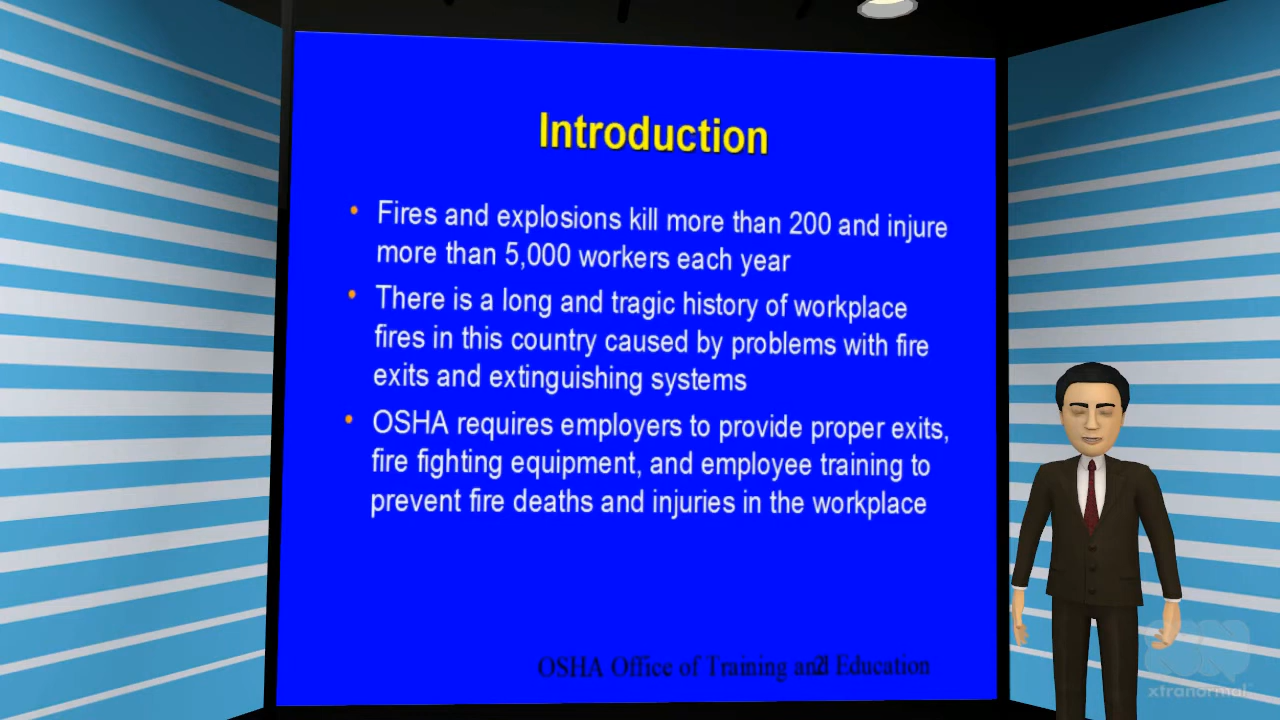 Introduction
• Fires and explosions kill more than 200 and injure
more than 5,000 workers each year
• There is a long and tragic history of workplace
fires in this country caused by problems with fire
exits and extinguishing systems
• OSHA requires employers to provide proper exits,
fire fighting equipment, and employee training to
prevent fire deaths and injuries in the workplace
OSHA Office of Training and Education
xtranormal